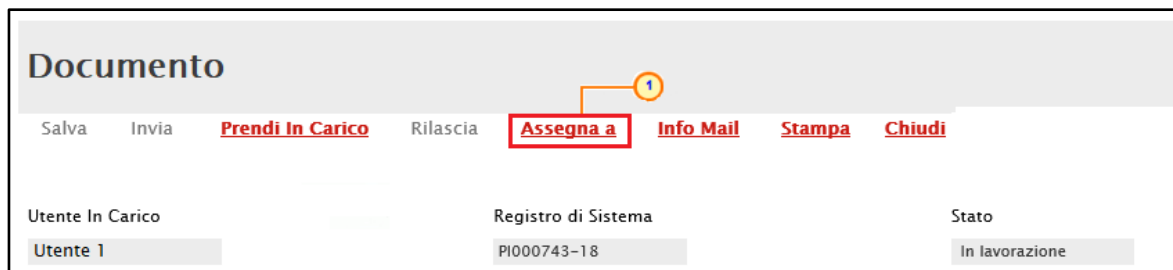 Documento
1
Salva Invia Prendi In Carico Rilascia Assegna a Info Mail Stampa Chiudi
Utente In Carico Registro di Sistema Stato
Utente 1 PI000743-18 In lavorazione